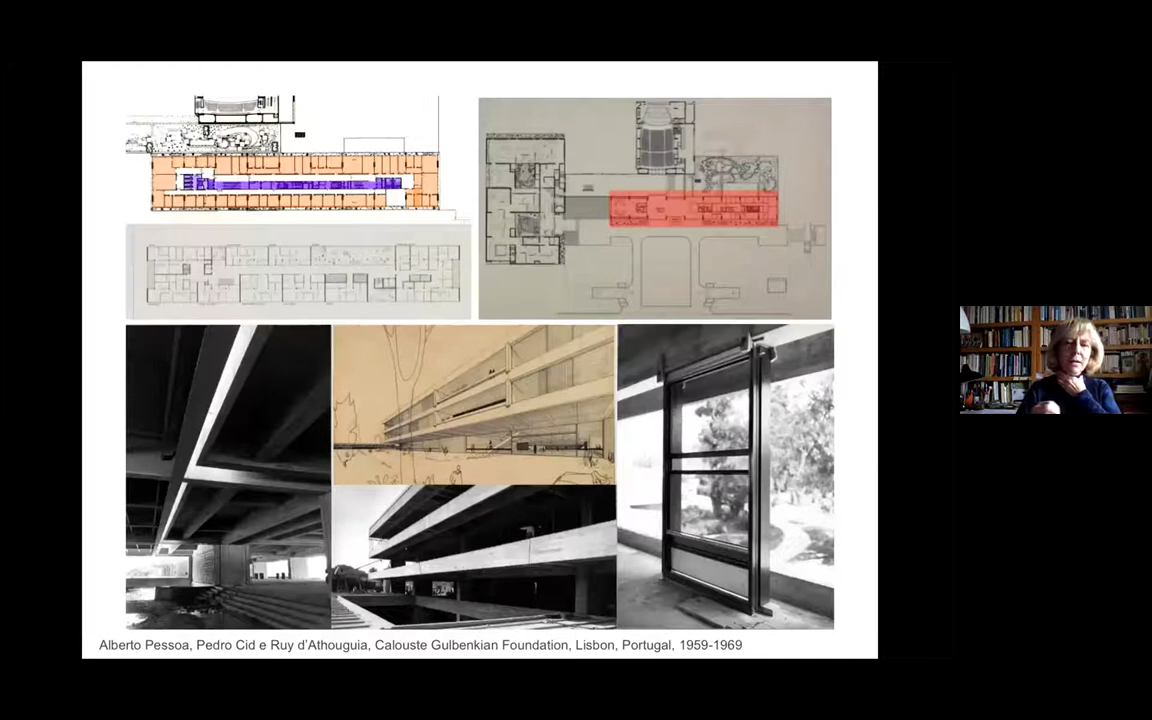 Alberto Pessoa, Pedro Cid e Ruy d'Athouguia, Calouste Gulbenkian Foundation, Lisbon, Portugal, 1959-1969